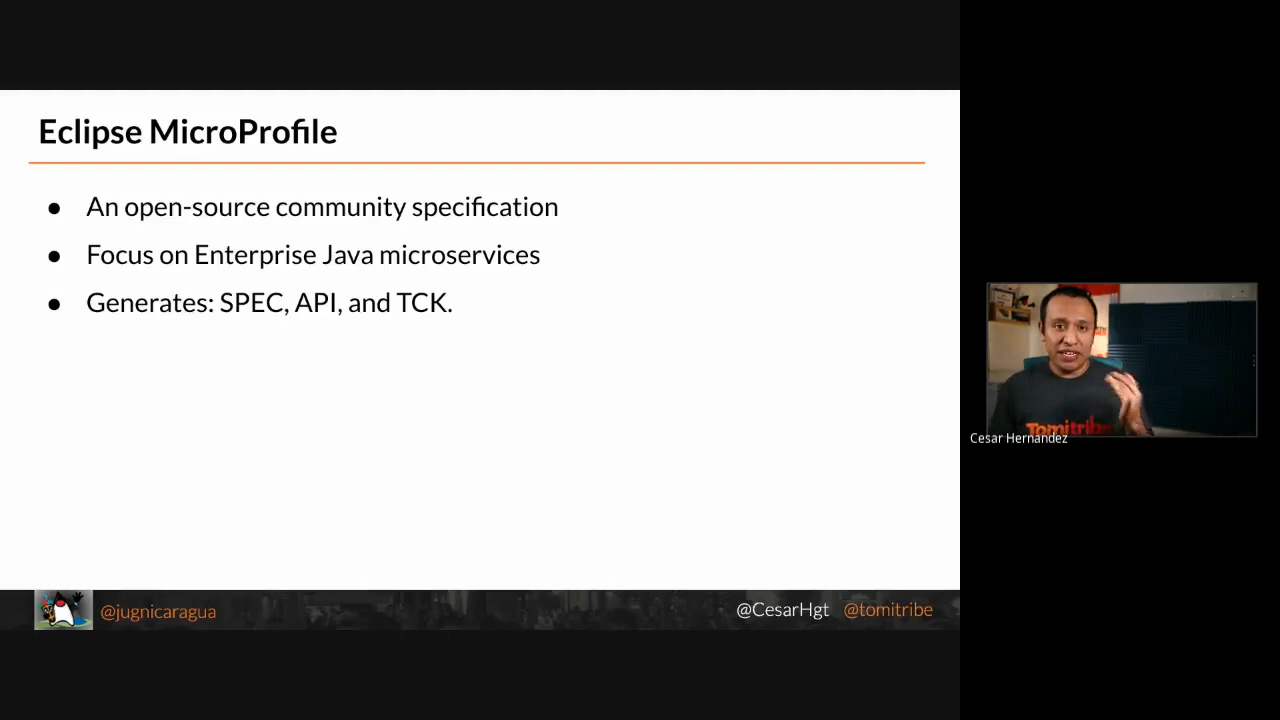 Eclipse MicroProfile
● An open-source community specification
● Focus on Enterprise Java microservices
● Generates: SPEC, API, and TCK.
Tomitribe
Cesar Hernandez
@jugnicaragua
@CesarHgt @tomitribe